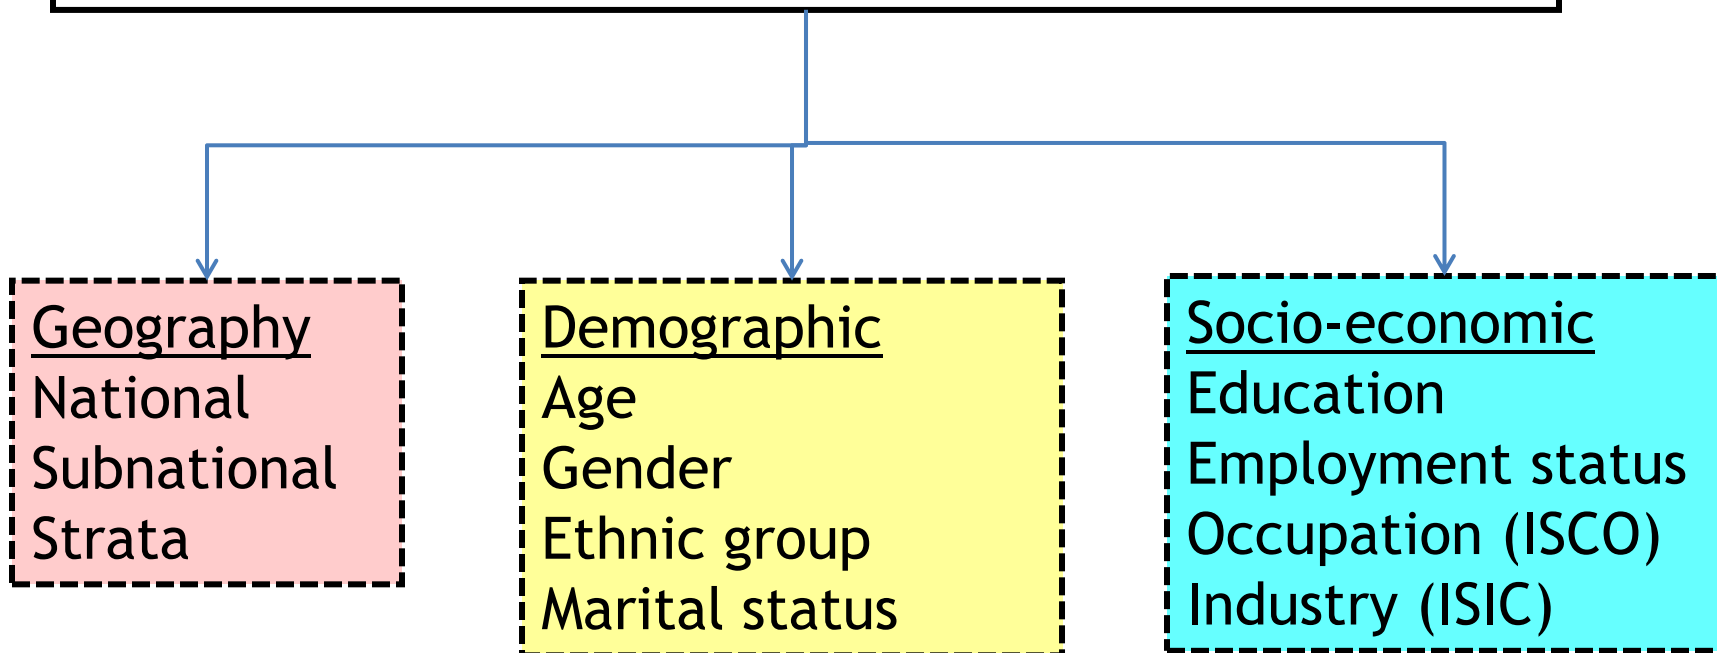 Geography
National
Subnational
Strata
Demographic
Age
Gender
Ethnic group
Marital status
Socio-economic
Education
Employment status
Occupation (ISCO)
Industry (ISIC)